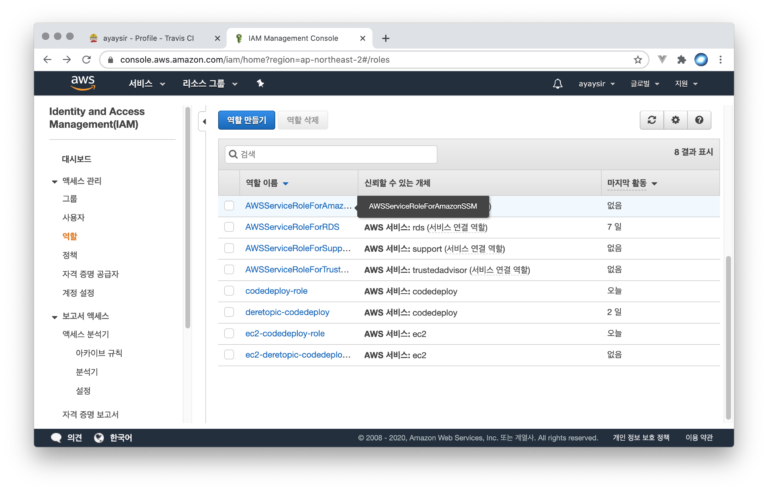 ayaysir - Profile - Travis CI
IAM Management Console
console.aws.amazon.com/iam/home?region=ap-northeast-2#/roles
aws
서비스
리소스 그룹
ayaysir
글로벌
지원
Identity and Access
Management(IAM)
대시보드
액세스 관리
그룹
사용자
역할
정책
자격 증명 공급자
계정 설정
보고서 액세스
액세스 분석기
아카이브 규칙
분석기
설정
자격 증명 보고서
역할 만들기
역할 삭제
검색
8 결과 표시
역할 이름
신뢰할 수 있는 개체
마지막 활동
AWSServiceRoleForAmaz...
AWSServiceRoleForAmazonSSM
없음
AWSServiceRoleForRDS
AWS 서비스: rds (서비스 연결 역할)
7 일
AWSServiceRoleForSupp...
AWS 서비스: support (서비스 연결 역할)
없음
AWSServiceRoleForTrust...
AWS 서비스: trustedadvisor (서비스 연결 역할)
없음
codedeploy-role
AWS 서비스: codedeploy
오늘
deretopic-codedeploy
AWS 서비스: codedeploy
2 일
ec2-codedeploy-role
AWS 서비스: ec2
오늘
ec2-deretopic-codedeplo...
AWS 서비스: ec2
없음
의견
한국어
© 2008 - 2020, Amazon Web Services, Inc. 또는 계열사. All rights reserved.
개인 정보 보호 정책
이용 약관